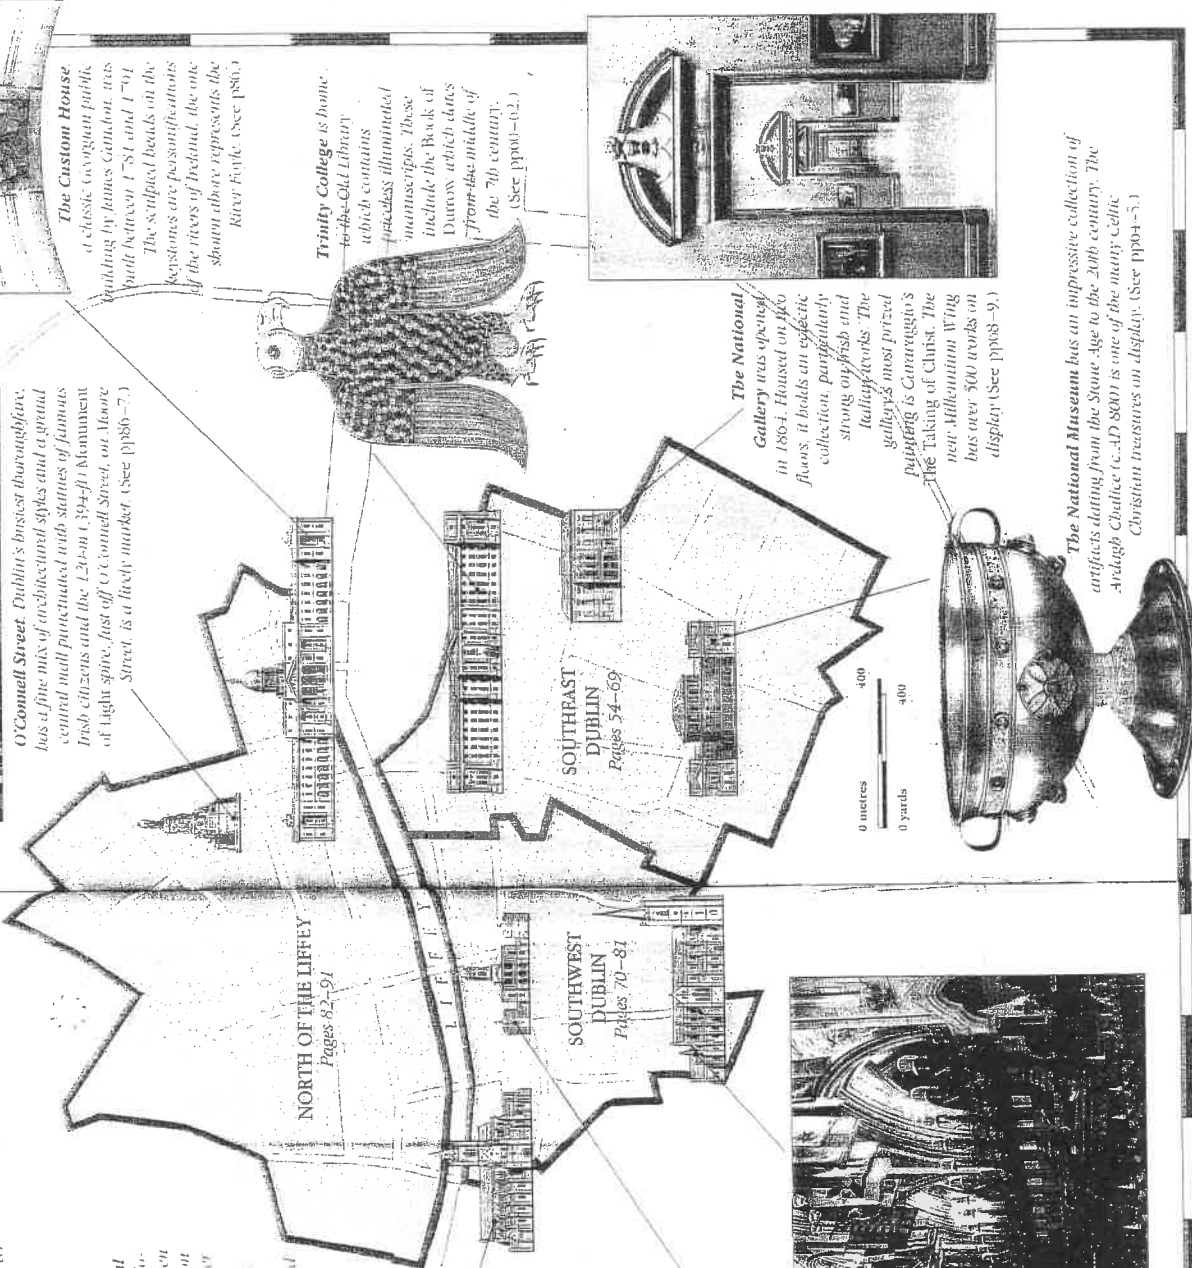 O'Connell Street, Dublin's busiest thoroughfare,
has a fine mix of architectural styles and a grand
central mall punctuated with statues of famous
Irish citizens and the 120-m (394-ft) Monument
of Light spire. Just off O'Connell Street, on Moore
Street, is a lively market. (See pp86–7.)
The Custom House,
a classic Georgian public
building by James Gandon, was
built between 1781 and 1791
The sculpted heads on the
keystones are personifications
of the rivers of Ireland, the one
shown above represents the
River Foyle (See p86.)
Trinity College is home
to the Old Library
which contains
priceless illuminated
manuscripts. These
include the Book of
Durrow which dates
from the middle of
the 7th century.
(See pp60–62.)
The National
Gallery was opened
in 1864. Housed on two
floors, it holds an eclectic
collection, particularly
strong on Irish and
Italian works. The
gallery's most prized
painting is Caravaggio's
The Taking of Christ. The
new Millennium Wing
has over 500 works on
display. (See pp68–9.)
The National Museum has an impressive collection of
artifacts dating from the Stone Age to the 20th century. The
Ardagh Chalice (c.AD 800) is one of the many Celtic
Christian treasures on display. (See pp64–5.)
NORTH OF THE LIFFEY
Pages 82–91
LIFFEY
SOUTHWEST
DUBLIN
Pages 70–81
SOUTHEAST
DUBLIN
Pages 54–69
0 metres 400
0 yards 400